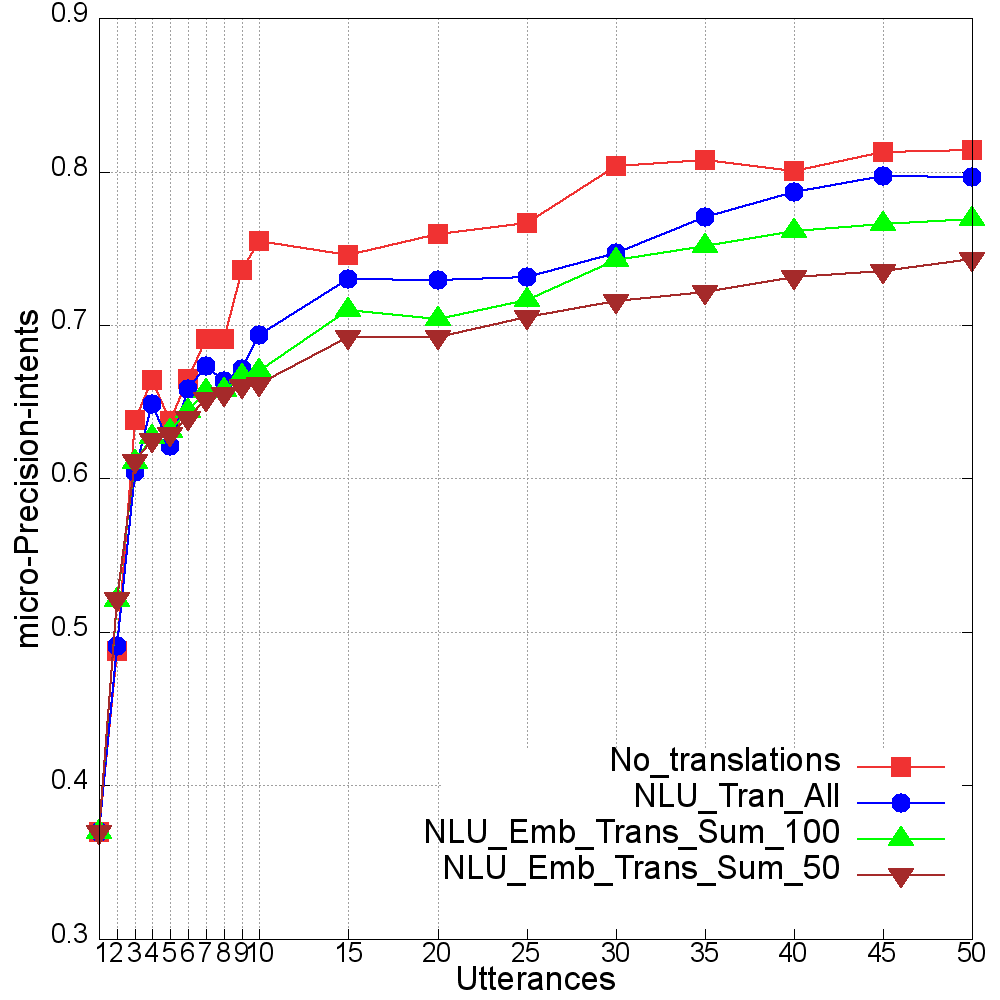 0.9
0.8
0.7
0.6
0.5
0.4
0.3
micro-Precision-intents
No_translations
NLU_Tran_All
NLU_Emb_Trans_Sum_100
NLU_Emb_Trans_Sum_50
1 2 3 4 5 6 7 8 9 10 15 20 25 30 35 40 45 50
Utterances